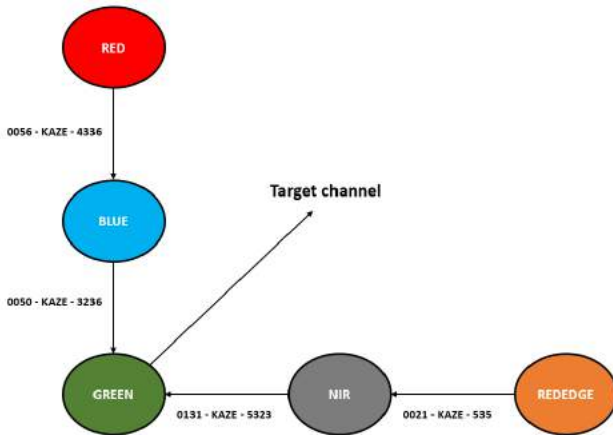 RED
0056 - KAZE - 4336
Target channel
BLUE
0050 - KAZE - 3236
GREEN
NIR
REDEDGE
0131 - KAZE - 5323
0021 - KAZE - 535